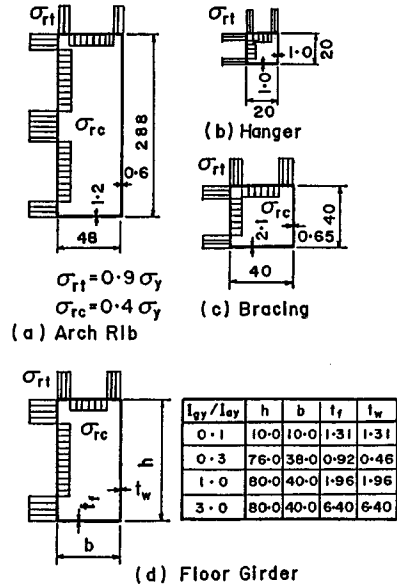 σrt
σrc
288
0·6
1·2
48
σrt=0·9 σy
σrc=0·4 σy
(a) Arch Rib
1·0
20
1·0
20
(b) Hanger
σrt
σrc
40
2·1
0·65
40
(c) Bracing
σrt
σrc
h
tw
tf
b
Igy/Iay h b tf tw
0·1 10·0 10·0 1·31 1·31
0·3 76·0 38·0 0·92 0·46
1·0 80·0 40·0 1·96 1·96
3·0 80·0 40·0 6·40 6·40
(d) Floor Girder